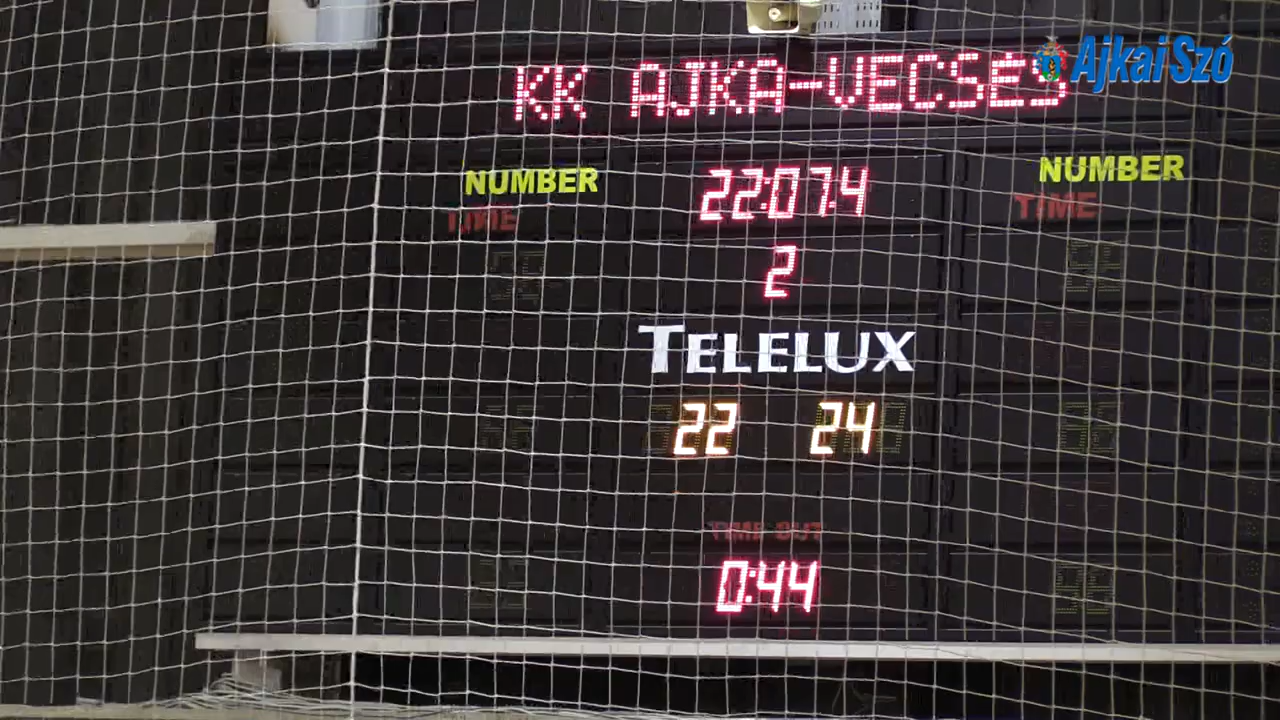 KK AJKA-VECSÉS
Ajkai Szó
NUMBER
22:07.4
NUMBER
TIME
TIME
2
TELELUX
22 24
TIME OUT
0:44